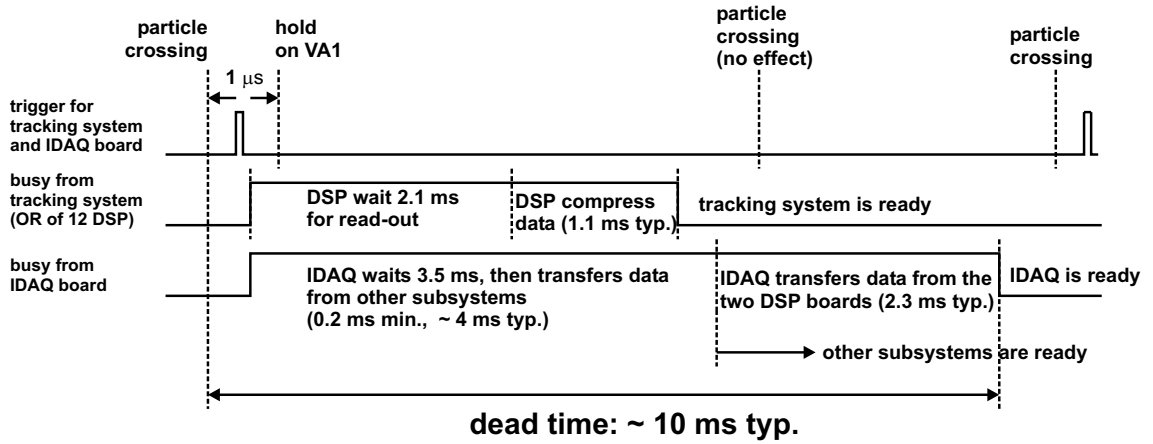 particle
crossing
hold
on VA1
particle
crossing
(no effect)
particle
crossing
1 μs
trigger for
tracking system
and IDAQ board
busy from
tracking system
(OR of 12 DSP)
DSP wait 2.1 ms
for read-out
DSP compress
data (1.1 ms typ.)
tracking system is ready
busy from
IDAQ board
IDAQ waits 3.5 ms, then transfers data
from other subsystems
(0.2 ms min., ~ 4 ms typ.)
IDAQ transfers data from the
two DSP boards (2.3 ms typ.)
IDAQ is ready
other subsystems are ready
dead time: ~ 10 ms typ.